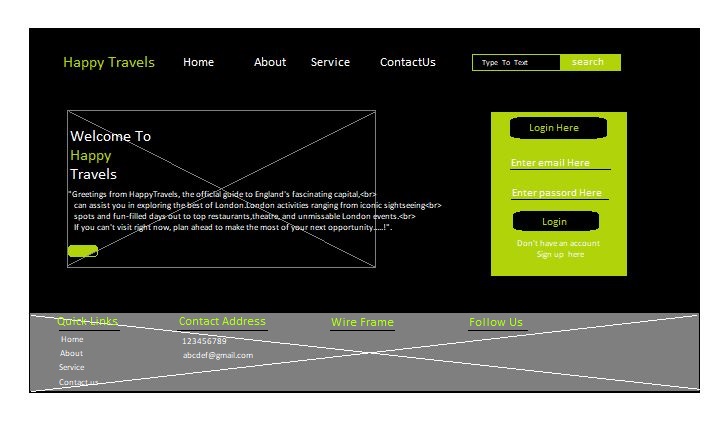 Happy Travels Home About Service ContactUs Type To Text search
Welcome To
Happy
Travels
"Greetings from HappyTravels, the official guide to England's fascinating capital,<br>
can assist you in exploring the best of London.London activities ranging from iconic sightseeing<br>
spots and fun-filled days out to top restaurants,theatre, and unmissable London events.<br>
If you can't visit right now, plan ahead to make the most of your next opportunity.....!".
Login Here
Enter email Here
Enter passord Here
Login
Don't have an account
Sign up here
Quick Links
Home
About
Service
Contact us
Contact Address
123456789
abcdef@gmail.com
Wire Frame
Follow Us